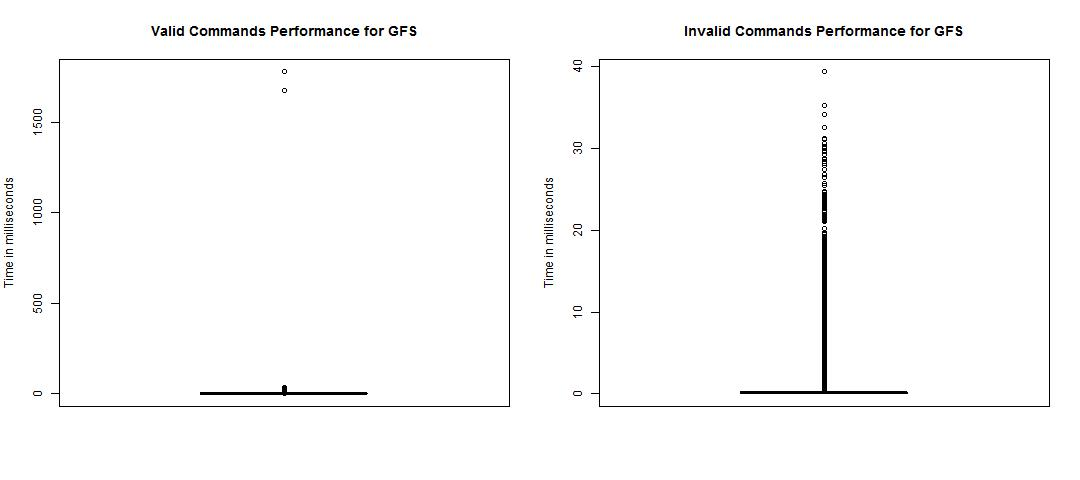 Valid Commands Performance for GFS
Time in milliseconds
1500
1000
500
0
Invalid Commands Performance for GFS
Time in milliseconds
40
30
20
10
0